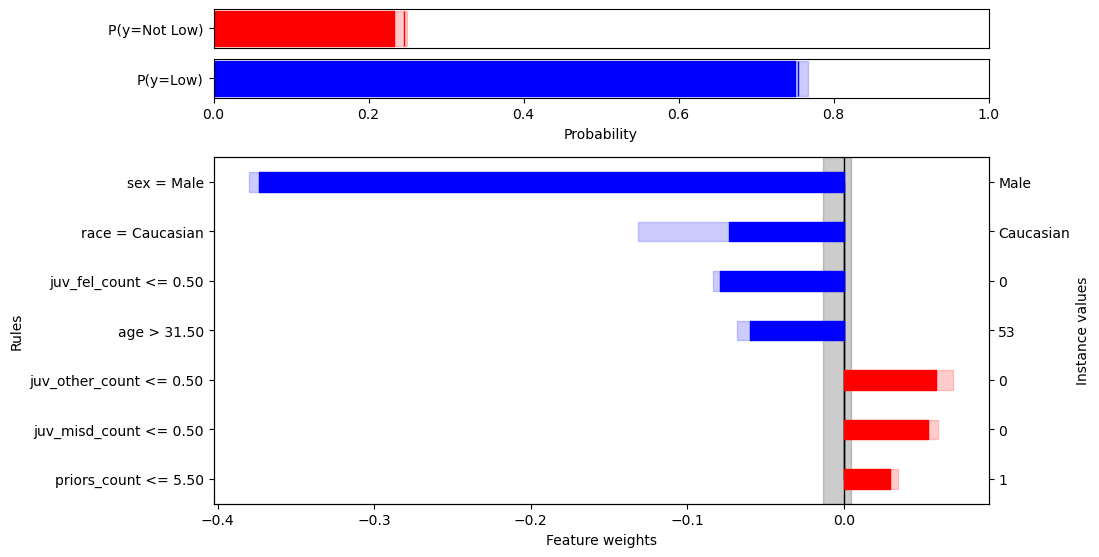 P(y=Not Low)
P(y=Low)
0.0 0.2 0.4 0.6 0.8 1.0
Probability
sex = Male Male
race = Caucasian Caucasian
juv_fel_count <= 0.50 0
age > 31.50 53
juv_other_count <= 0.50 0
juv_misd_count <= 0.50 0
priors_count <= 5.50 1
Rules
Instance values
−0.4 −0.3 −0.2 −0.1 0.0
Feature weights